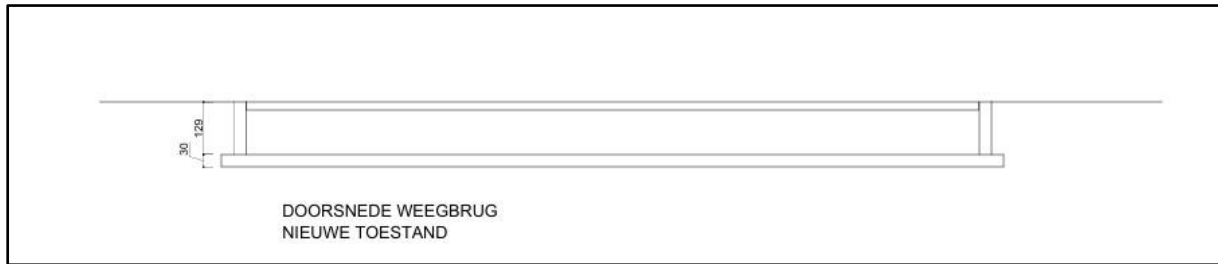 129
30
DOORSNEDE WEEGBRUG
NIEUWE TOESTAND